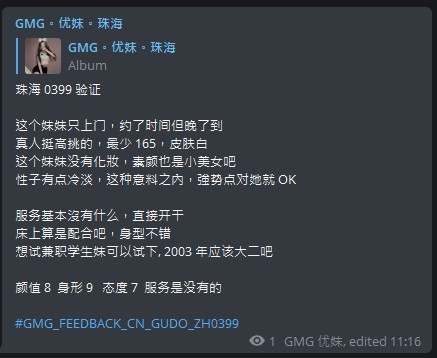 GMG。优妹。珠海
GMG。优妹。珠海
Album
珠海 0399 验证
这个妹妹只上门，约了时间但晚了到
真人挺高挑的，最少 165，皮肤白
这个妹妹没有化妆，素颜也是小美女吧
性子有点冷淡，这种意料之内，强势点对她就 OK
服务基本沒有什么，直接开干
床上算是配合吧，身型不错
想试兼职学生妹可以试下, 2003 年应该大二吧
颜值 8 身形 9 态度 7 服务是没有的
#GMG_FEEDBACK_CN_GUDO_ZH0399
1 GMG 优妹, edited 11:16